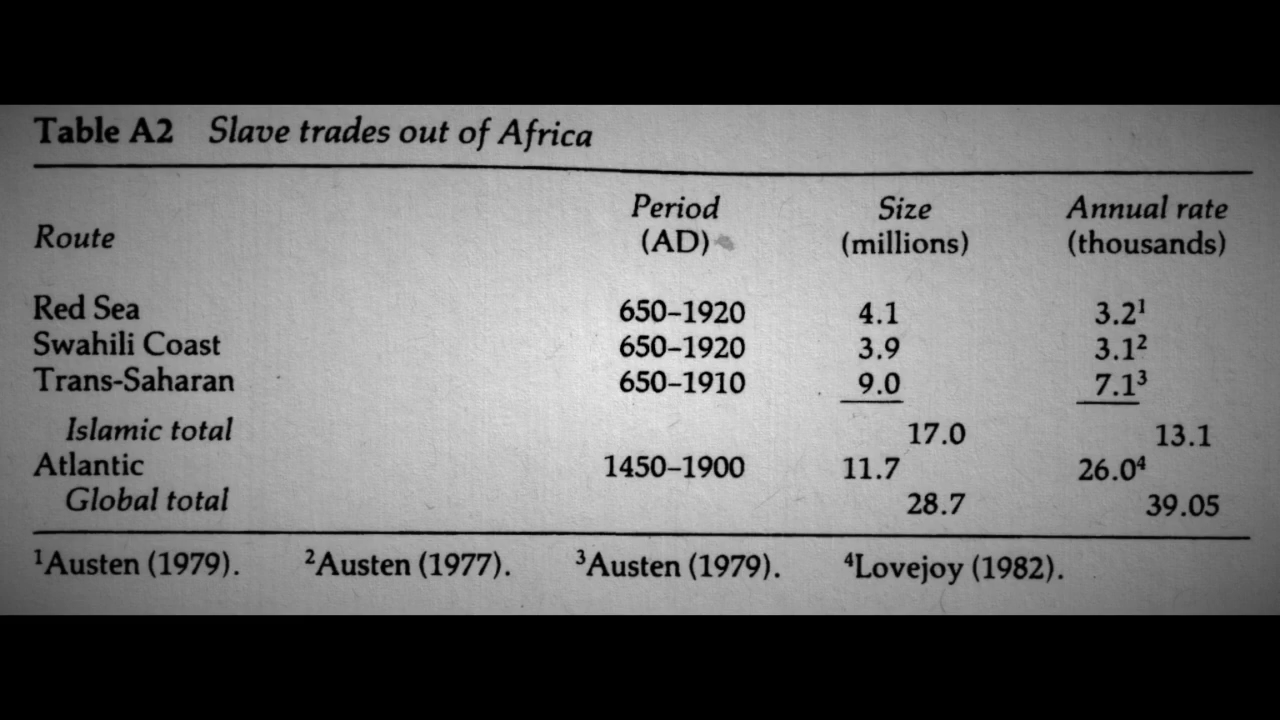 Table A2 Slave trades out of Africa
Period Size Annual rate
Route (AD) (millions) (thousands)
Red Sea 650–1920 4.1 3.2¹
Swahili Coast 650–1920 3.9 3.1²
Trans-Saharan 650–1910 9.0 7.1³
Islamic total 17.0 13.1
Atlantic 1450–1900 11.7 26.0⁴
Global total 28.7 39.05
¹Austen (1979). ²Austen (1977). ³Austen (1979). ⁴Lovejoy (1982).